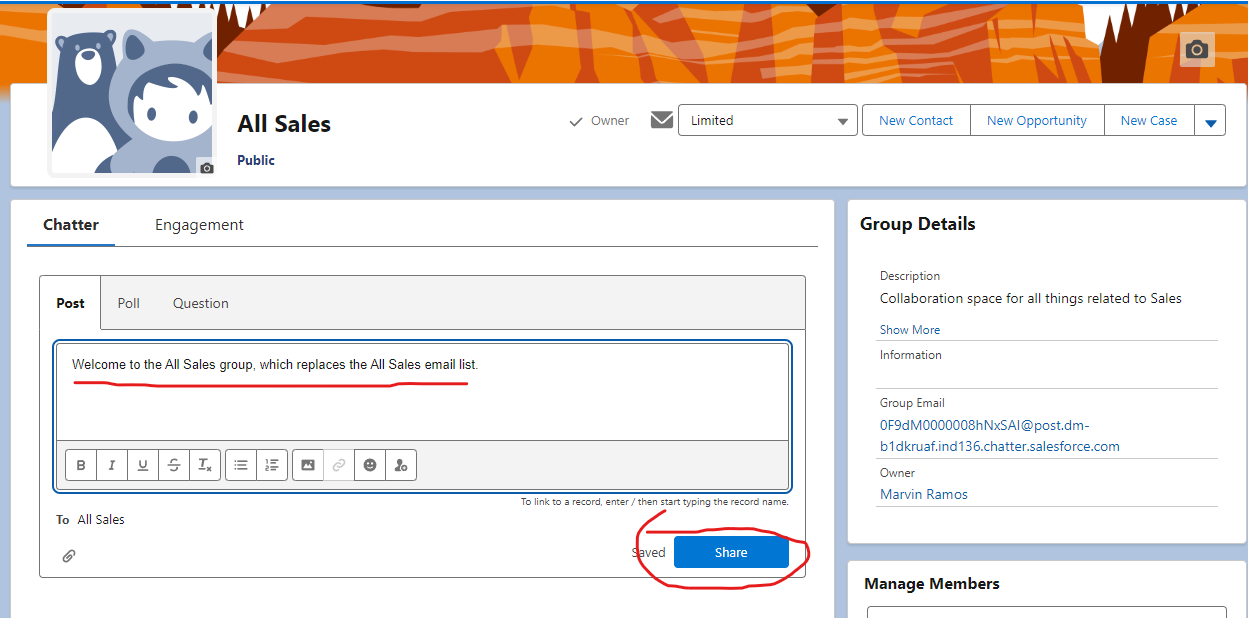 All Sales
Public
Owner
Limited
New Contact
New Opportunity
New Case
Chatter
Engagement
Post
Poll
Question
Welcome to the All Sales group, which replaces the All Sales email list.
B I U S Tx
To link to a record, enter / then start typing the record name.
To All Sales
Saved
Share
Group Details
Description
Collaboration space for all things related to Sales
Show More
Information
Group Email
0F9dM0000008hNxSAI@post.dm-
b1dkruaf.ind136.chatter.salesforce.com
Owner
Marvin Ramos
Manage Members